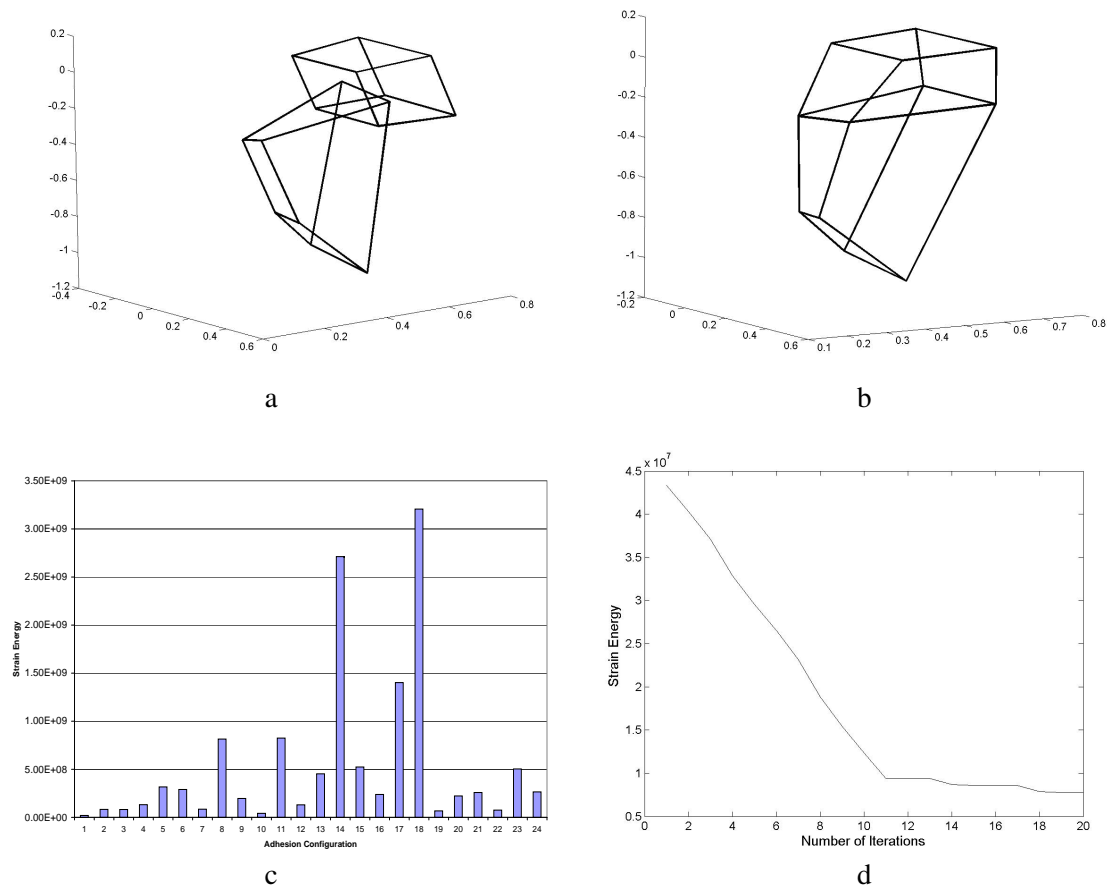 0.2
0
-0.2
-0.4
-0.6
-0.8
-1
-1.2
-0.4
-0.2
0
0.2
0.4
0.6
0
0.2
0.4
0.6
0.8
a
0.2
0
-0.2
-0.4
-0.6
-0.8
-1
-1.2
-0.2
0
0.2
0.4
0.6
0.1
0.2
0.3
0.4
0.5
0.6
0.7
0.8
b
3.50E+09
3.00E+09
2.50E+09
2.00E+09
1.50E+09
1.00E+09
5.00E+08
0.00E+00
Strain Energy
1 2 3 4 5 6 7 8 9 10 11 12 13 14 15 16 17 18 19 20 21 22 23 24
Adhesion Configuration
c
x 10^7
4.5
4
3.5
3
2.5
2
1.5
1
0.5
Strain Energy
0 2 4 6 8 10 12 14 16 18 20
Number of Iterations
d